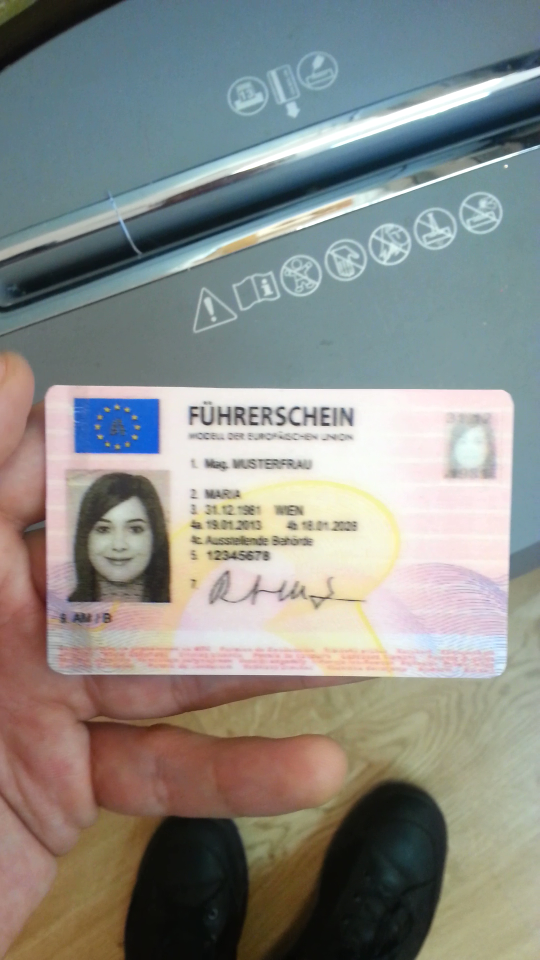 FÜHRERSCHEIN
MODELL DER EUROPÄISCHEN UNION
1. Mag. MUSTERFRAU
2. MARIA
3. 31.12.1981 WIEN
4a. 19.01.2013 4b. 18.01.2028
4c. Ausstellende Behörde
5. 12345678
7.
9. AM / B